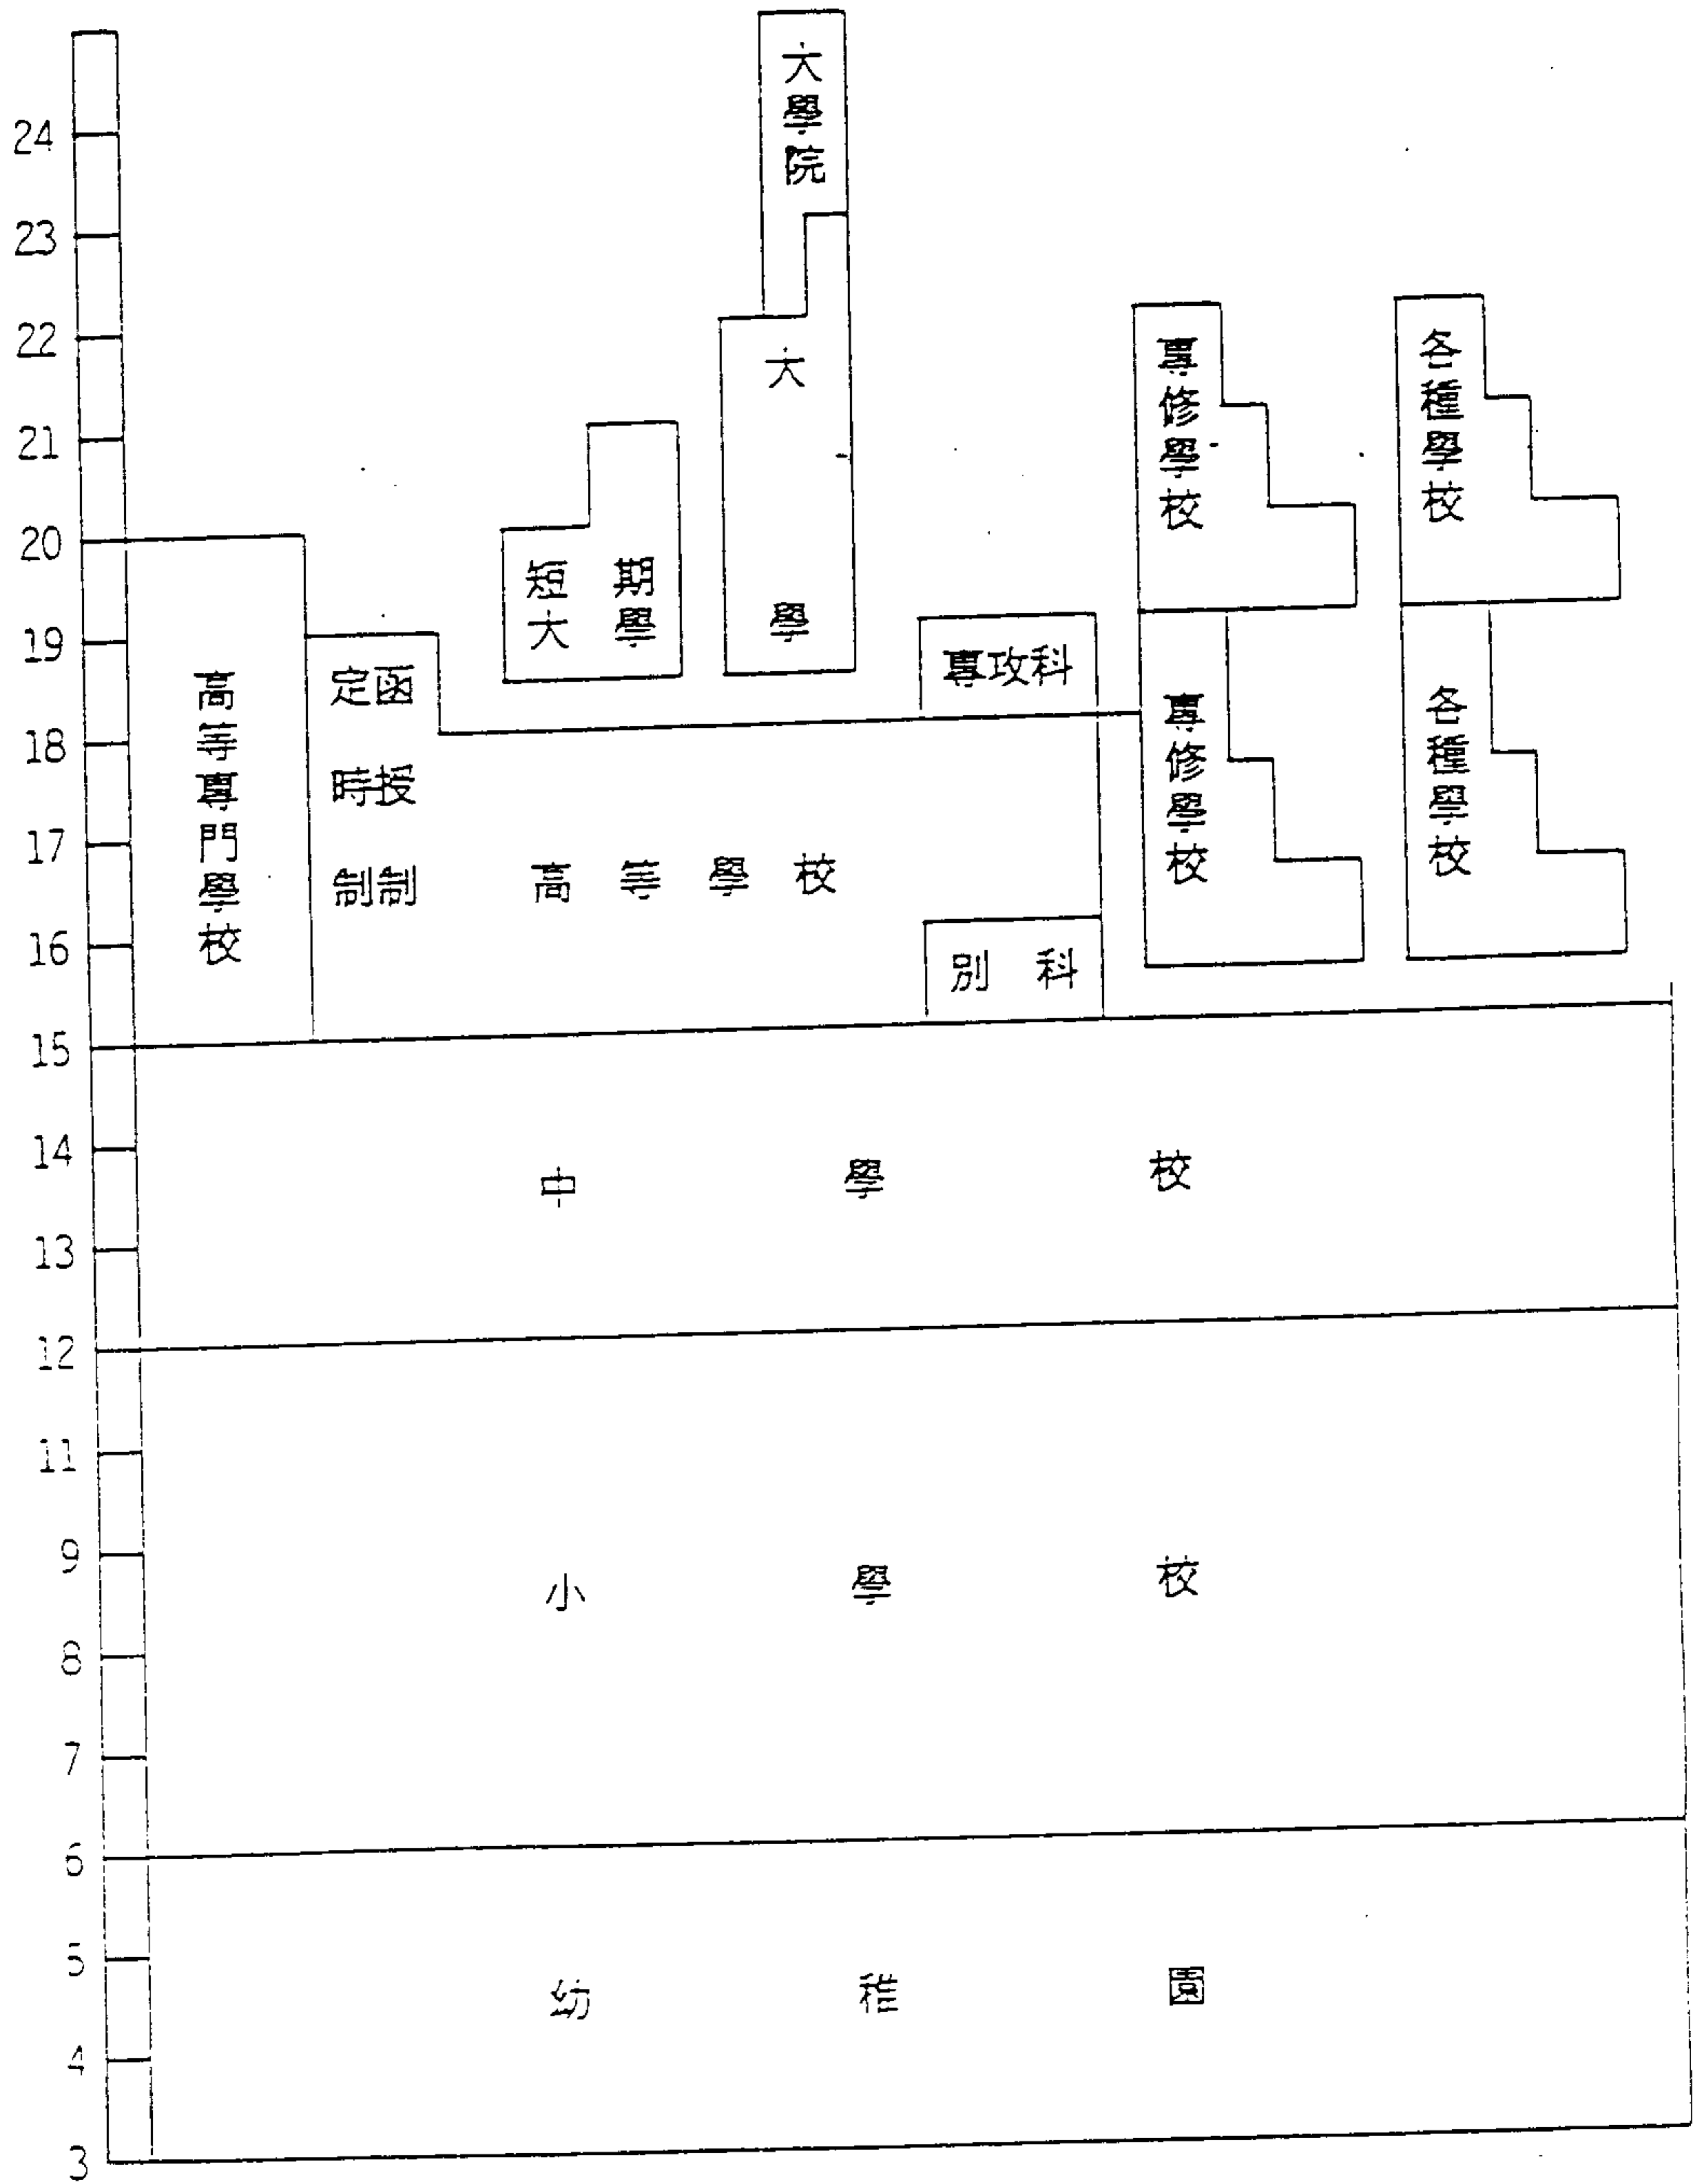 大學院
24
23
22
21
20
19
18
17
16
15
14
13
12
11
9
8
7
6
5
4
3
大學
專修學校
各種學校
短期
大學
專攻科
高等專門學校
定時制
函授制
專修學校
各種學校
高等學校
別科
中學校
小學校
幼稚園